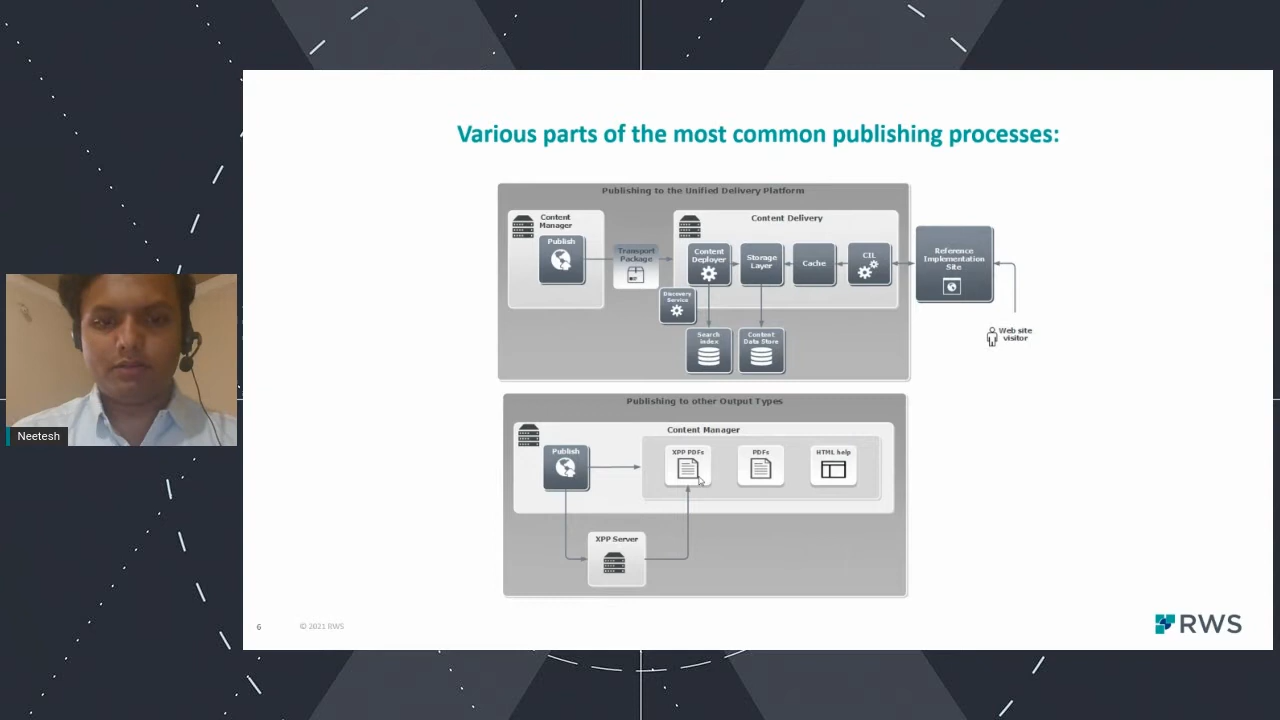 Various parts of the most common publishing processes:
Publishing to the Unified Delivery Platform
Content
Manager
Publish
Transport
Package
Content Delivery
Content
Deployer
Storage
Layer
Cache
CIL
Discovery
Service
Search
Index
Content
Data Store
Reference
Implementation
Site
Web site
visitor
Publishing to other Output Types
Content Manager
Publish
XPP PDFs
PDFs
HTML help
XPP Server
Neetesh
6
© 2021 RWS
RWS